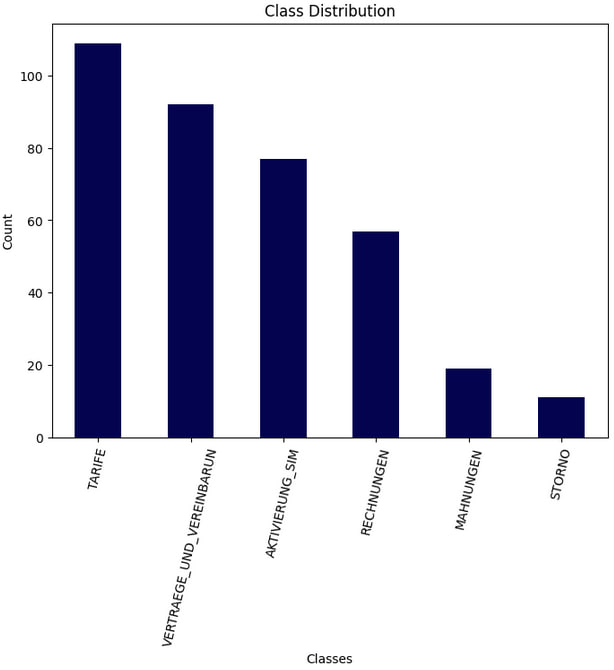 Class Distribution
Count
100
80
60
40
20
0
TARIFE
VERTRAEGE_UND_VEREINBARUN
AKTIVIERUNG_SIM
RECHNUNGEN
MAHNUNGEN
STORNO
Classes